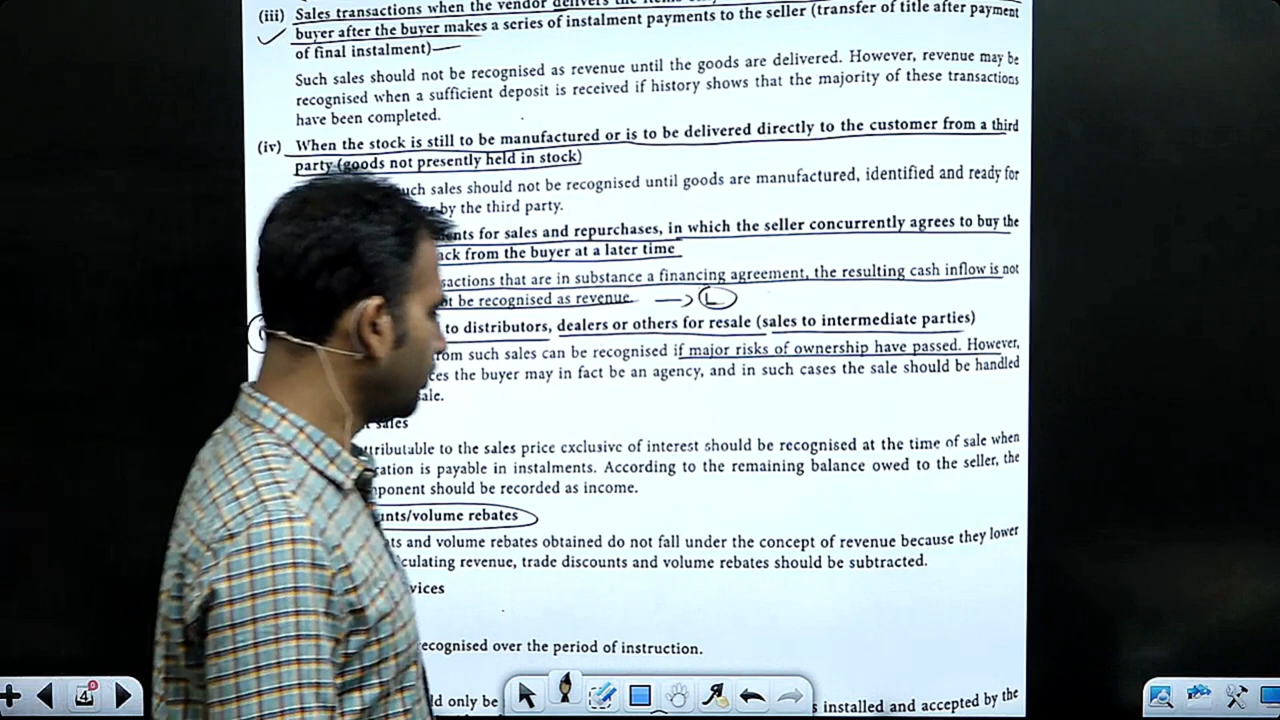 (iii) Sales transactions when the vendor delivers the
buyer after the buyer makes a series of instalment payments to the seller (transfer of title after payment
of final instalment)—
Such sales should not be recognised as revenue until the goods are delivered. However, revenue may be
recognised when a sufficient deposit is received if history shows that the majority of these transactions
have been completed.
(iv) When the stock is still to be manufactured or is to be delivered directly to the customer from a third
party (goods not presently held in stock)
uch sales should not be recognised until goods are manufactured, identified and ready for
by the third party.
nts for sales and repurchases, in which the seller concurrently agrees to buy the
ack from the buyer at a later time
sactions that are in substance a financing agreement, the resulting cash inflow is not
be recognised as revenue. → L
to distributors, dealers or others for resale (sales to intermediate parties)
om such sales can be recognised if major risks of ownership have passed. However,
ces the buyer may in fact be an agency, and in such cases the sale should be handled
sale.
sales
ttributable to the sales price exclusive of interest should be recognised at the time of sale when
ration is payable in instalments. According to the remaining balance owed to the seller, the
ponent should be recorded as income.
unts/volume rebates
ts and volume rebates obtained do not fall under the concept of revenue because they lower
culating revenue, trade discounts and volume rebates should be subtracted.
vices
ecognised over the period of instruction.
ld only be
s installed and accepted by the
4